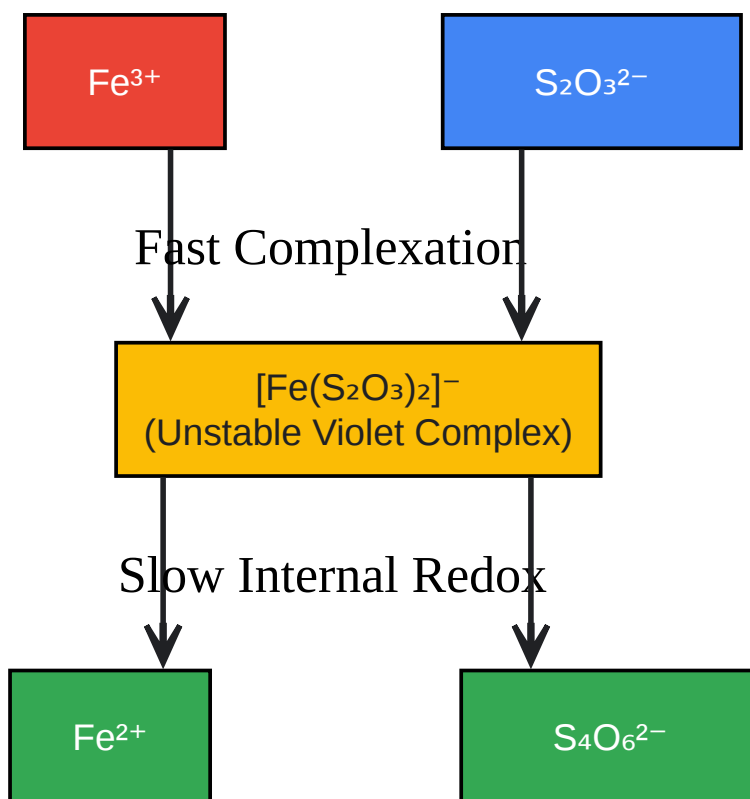 Fe³⁺
S₂O₃²⁻
Fast Complexation
[Fe(S₂O₃)₂]⁻
(Unstable Violet Complex)
Slow Internal Redox
Fe²⁺
S₄O₆²⁻